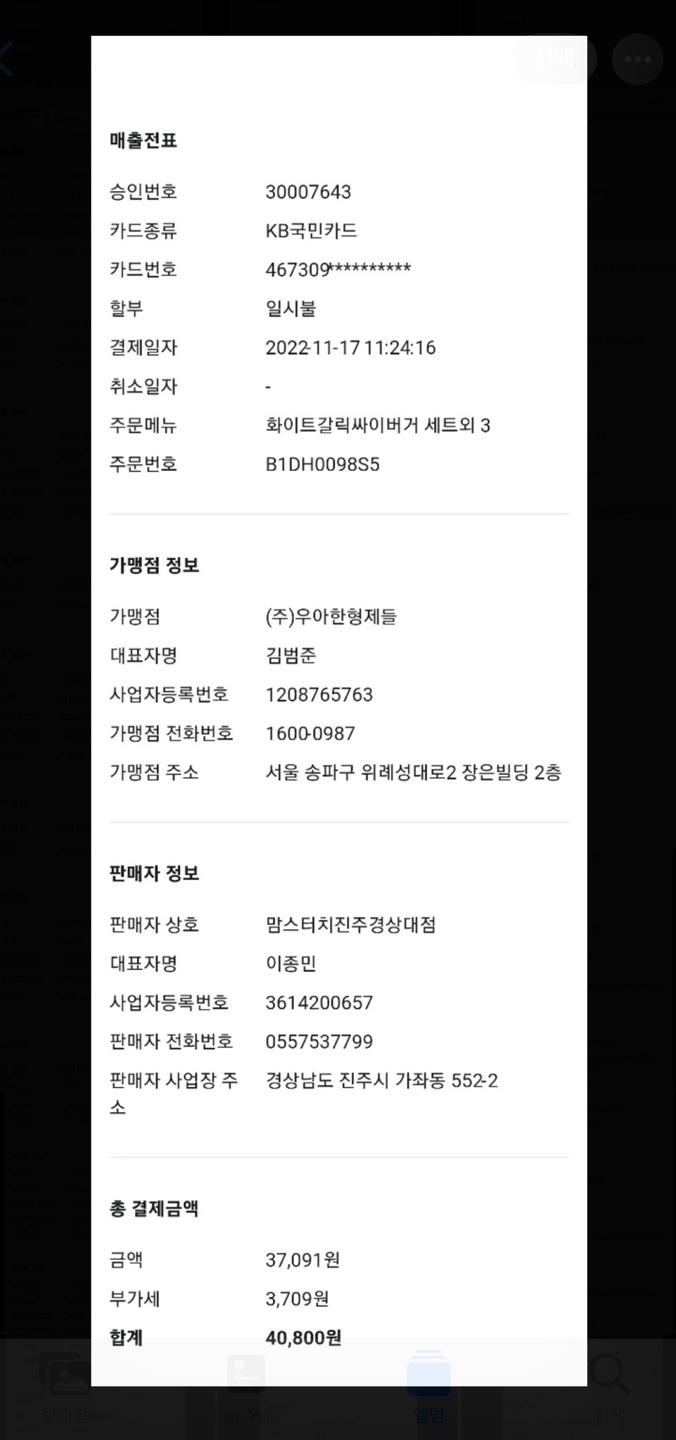 선택
매출전표
승인번호 30007643
카드종류 KB국민카드
카드번호 467309**********
할부 일시불
결제일자 2022-11-17 11:24:16
취소일자 -
주문메뉴 화이트갈릭싸이버거 세트외 3
주문번호 B1DH0098S5
가맹점 정보
가맹점 (주)우아한형제들
대표자명 김범준
사업자등록번호 1208765763
가맹점 전화번호 1600-0987
가맹점 주소 서울 송파구 위례성대로2 장은빌딩 2층
판매자 정보
판매자 상호 맘스터치진주경상대점
대표자명 이종민
사업자등록번호 3614200657
판매자 전화번호 0557537799
판매자 사업장 주 경상남도 진주시 가좌동 552-2
소
총 결제금액
금액 37,091원
부가세 3,709원
합계 40,800원
보관함 For You 앨범 검색